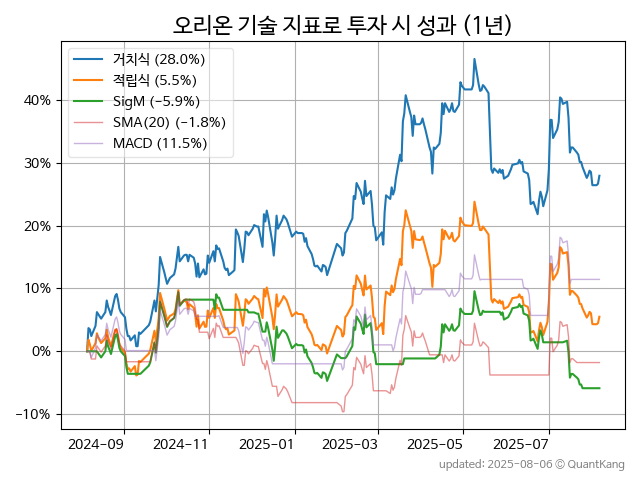 오리온 기술 지표로 투자 시 성과 (1년)
거치식 (28.0%)
적립식 (5.5%)
SigM (−5.9%)
SMA(20) (−1.8%)
MACD (11.5%)
40%
30%
20%
10%
0%
−10%
2024-09
2024-11
2025-01
2025-03
2025-05
2025-07
updated: 2025-08-06 © QuantKang